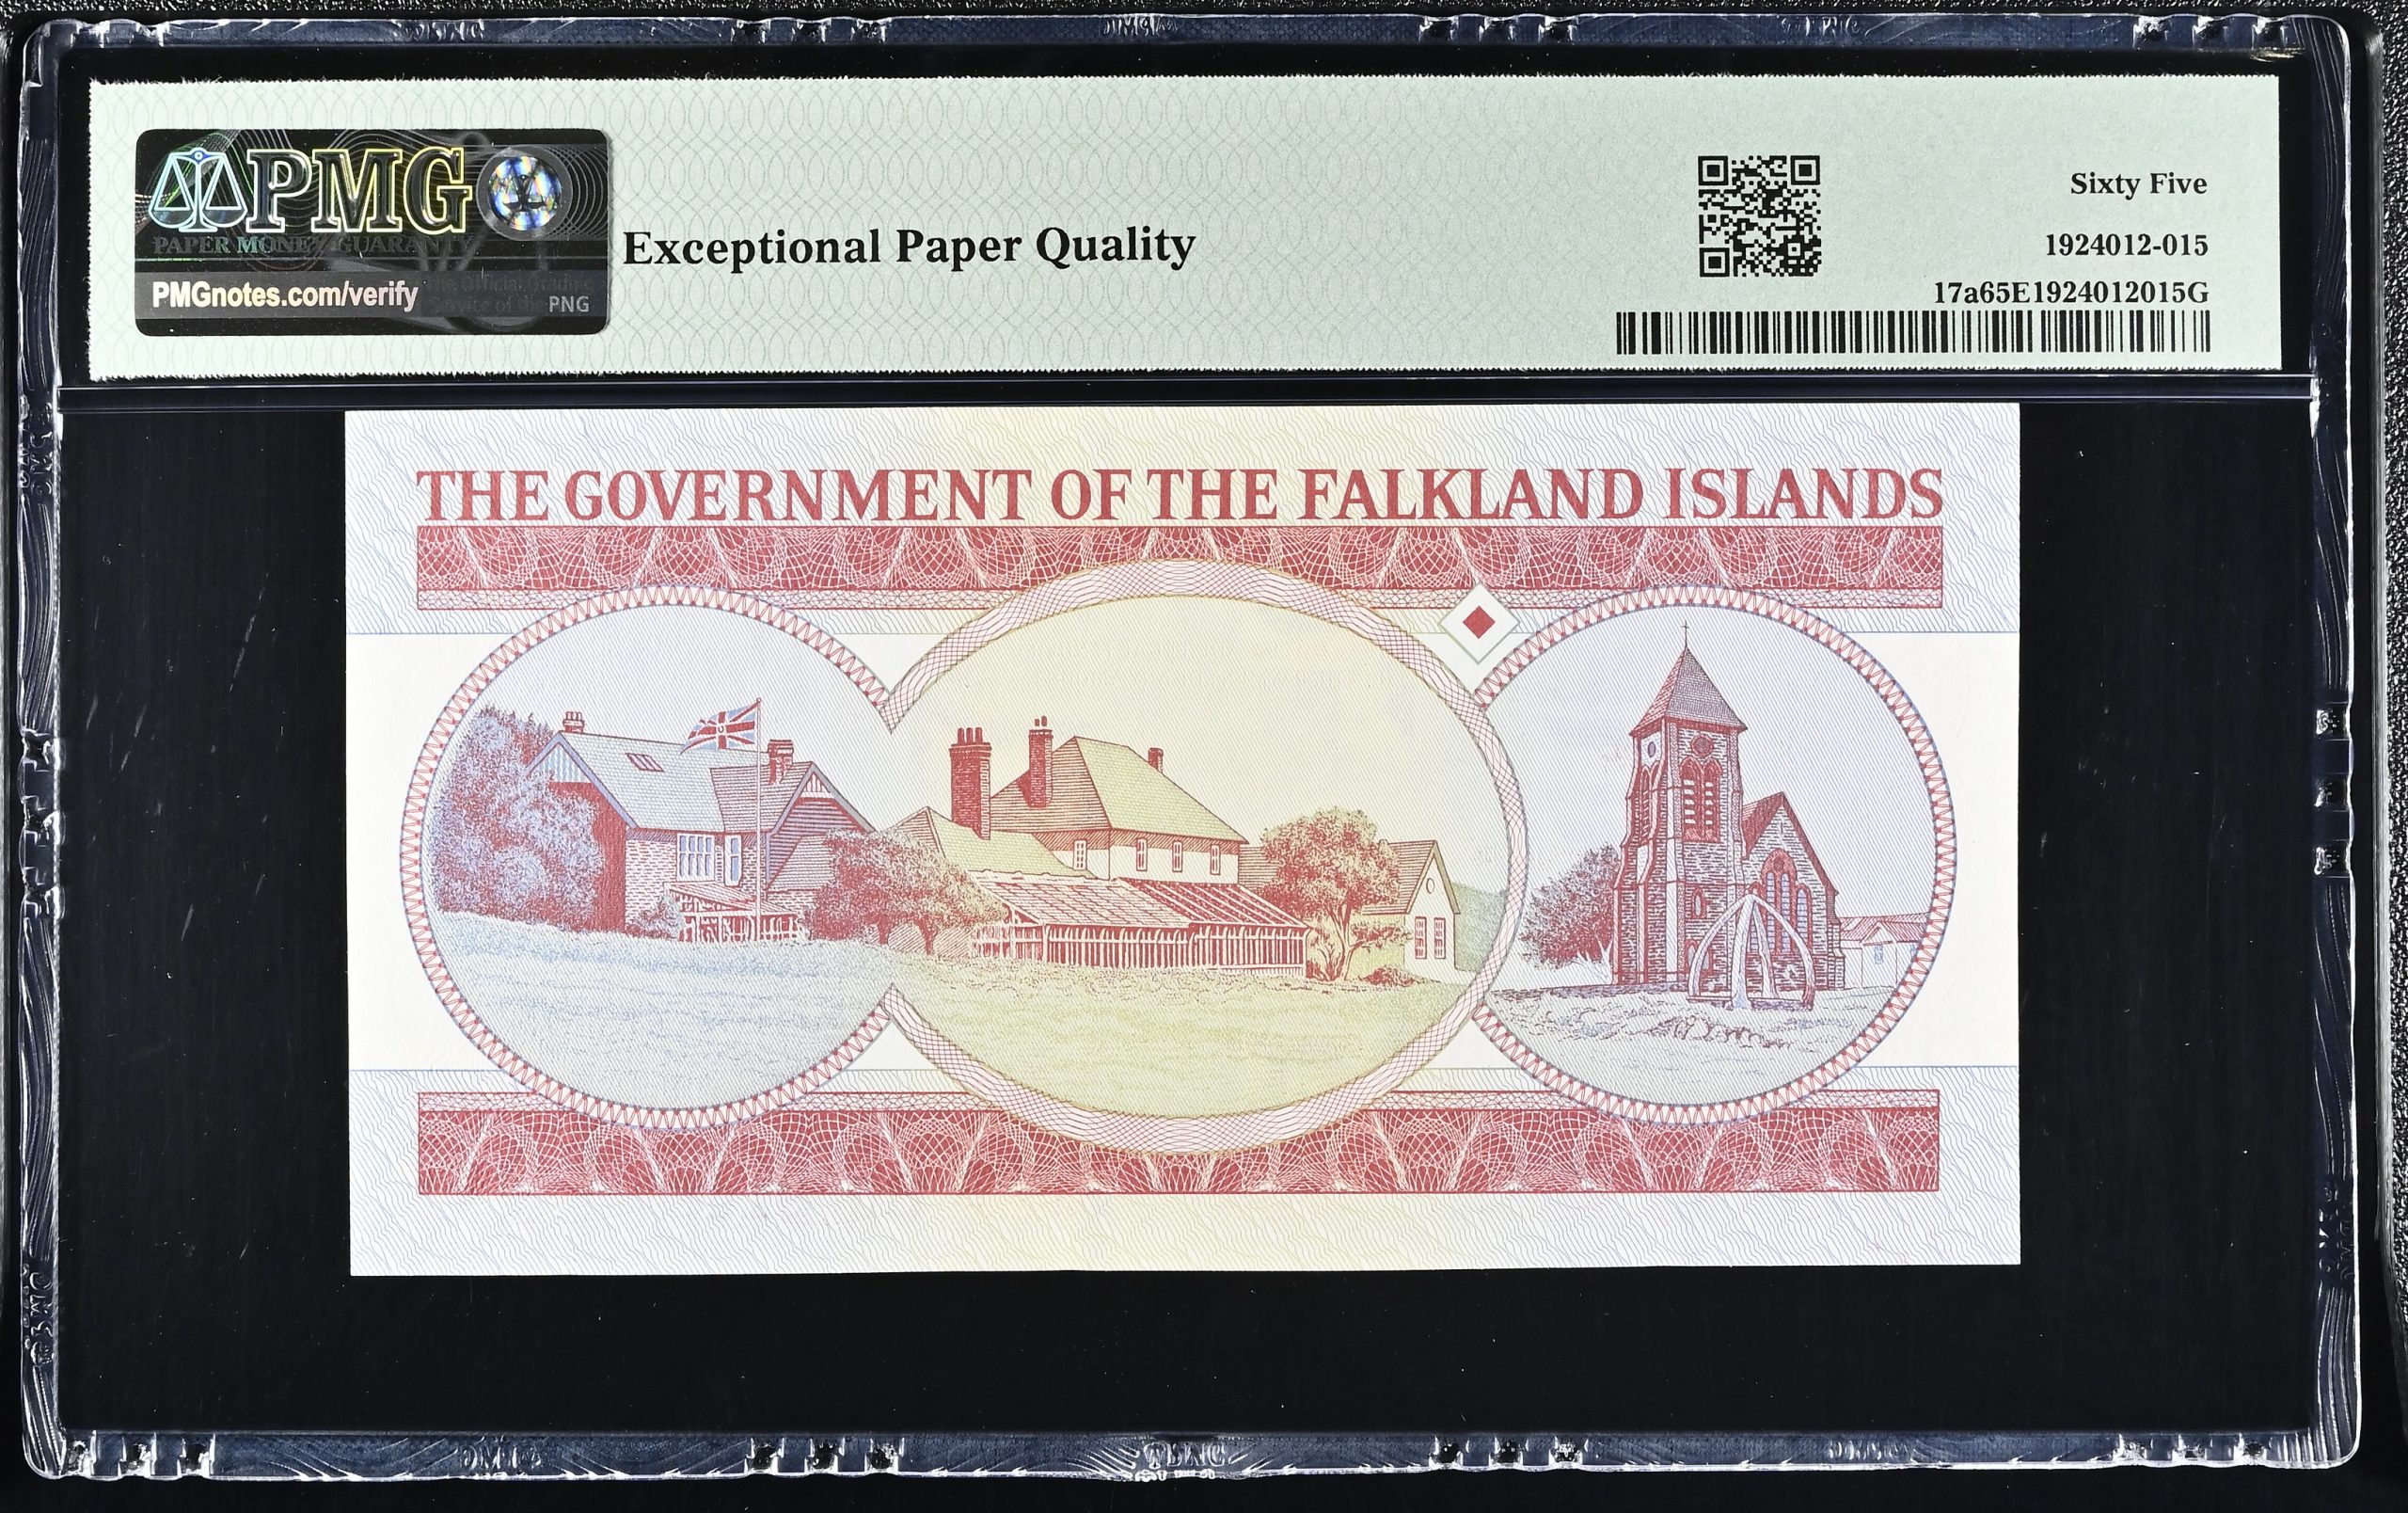 PMG
PAPER MONEY GUARANTY
PMGnotes.com/verify
PNG
Exceptional Paper Quality
Sixty Five
1924012-015
17a65E1924012015G
THE GOVERNMENT OF THE FALKLAND ISLANDS